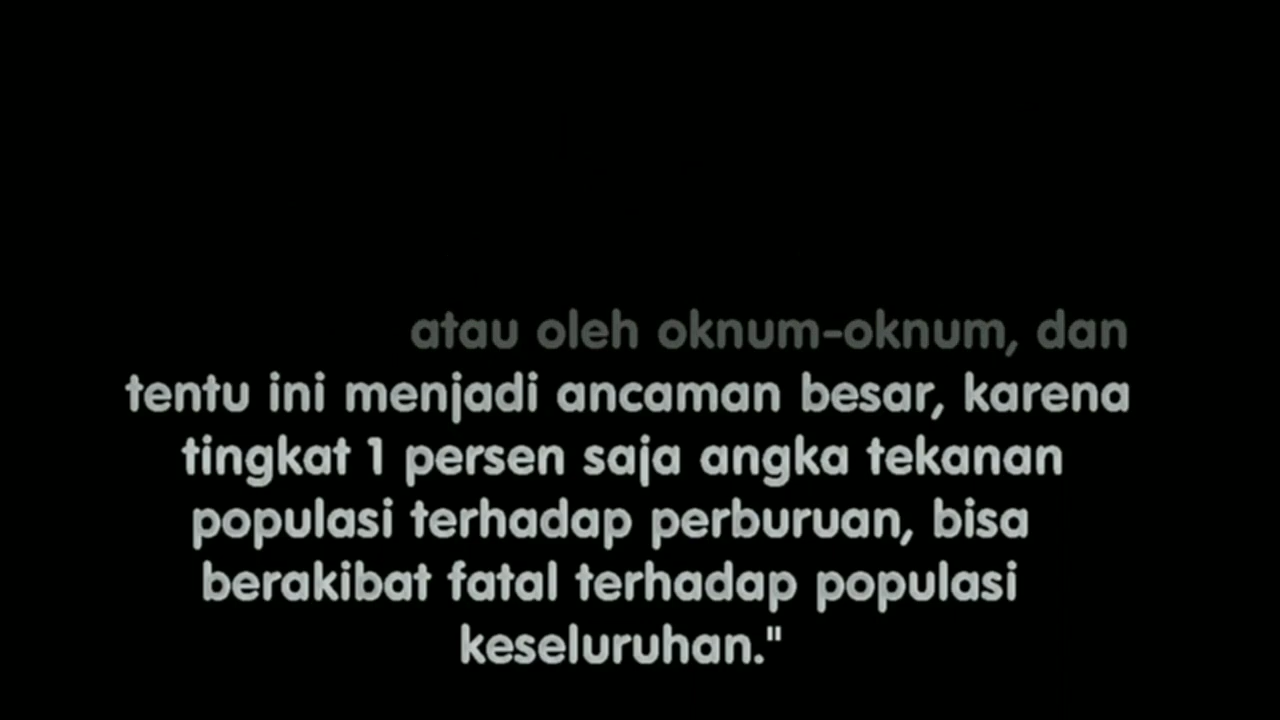 atau oleh oknum-oknum, dan
tentu ini menjadi ancaman besar, karena
tingkat 1 persen saja angka tekanan
populasi terhadap perburuan, bisa
berakibat fatal terhadap populasi
keseluruhan."